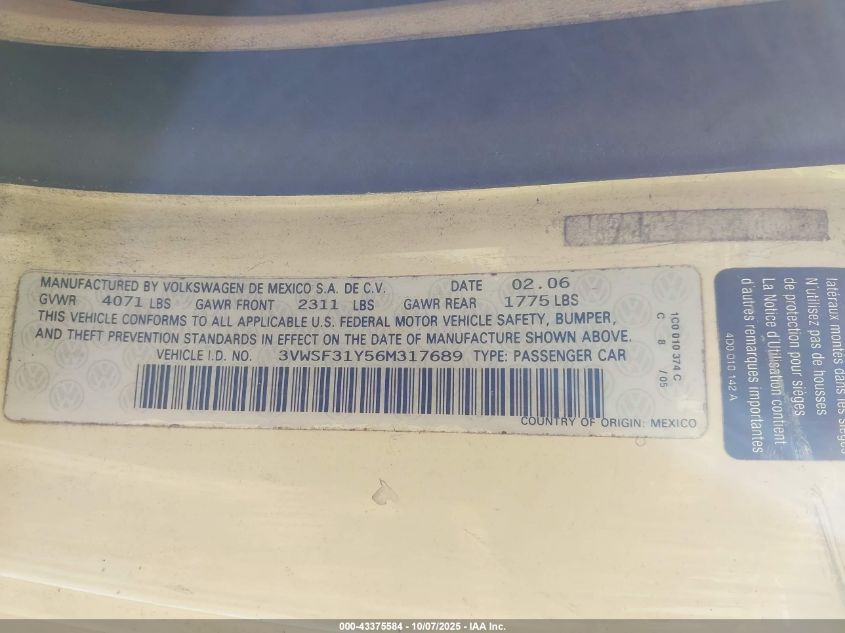 MANUFACTURED BY VOLKSWAGEN DE MEXICO S.A. DE C.V. DATE 02.06
GVWR 4071 LBS GAWR FRONT 2311 LBS GAWR REAR 1775 LBS
THIS VEHICLE CONFORMS TO ALL APPLICABLE U.S. FEDERAL MOTOR VEHICLE SAFETY, BUMPER,
AND THEFT PREVENTION STANDARDS IN EFFECT ON THE DATE OF MANUFACTURE SHOWN ABOVE.
VEHICLE I.D. NO. 3VWSF31Y56M317689 TYPE: PASSENGER CAR
COUNTRY OF ORIGIN: MEXICO
1C0 010 374 C
C 8 /05
latéraux montés dans les sièges
N'utilisez pas de housses
de protection pour sièges
La Notice d'Utilisation contient
d'autres remarques importantes
4D0 010 142 A
000-43375584 - 10/07/2025 - IAA Inc.